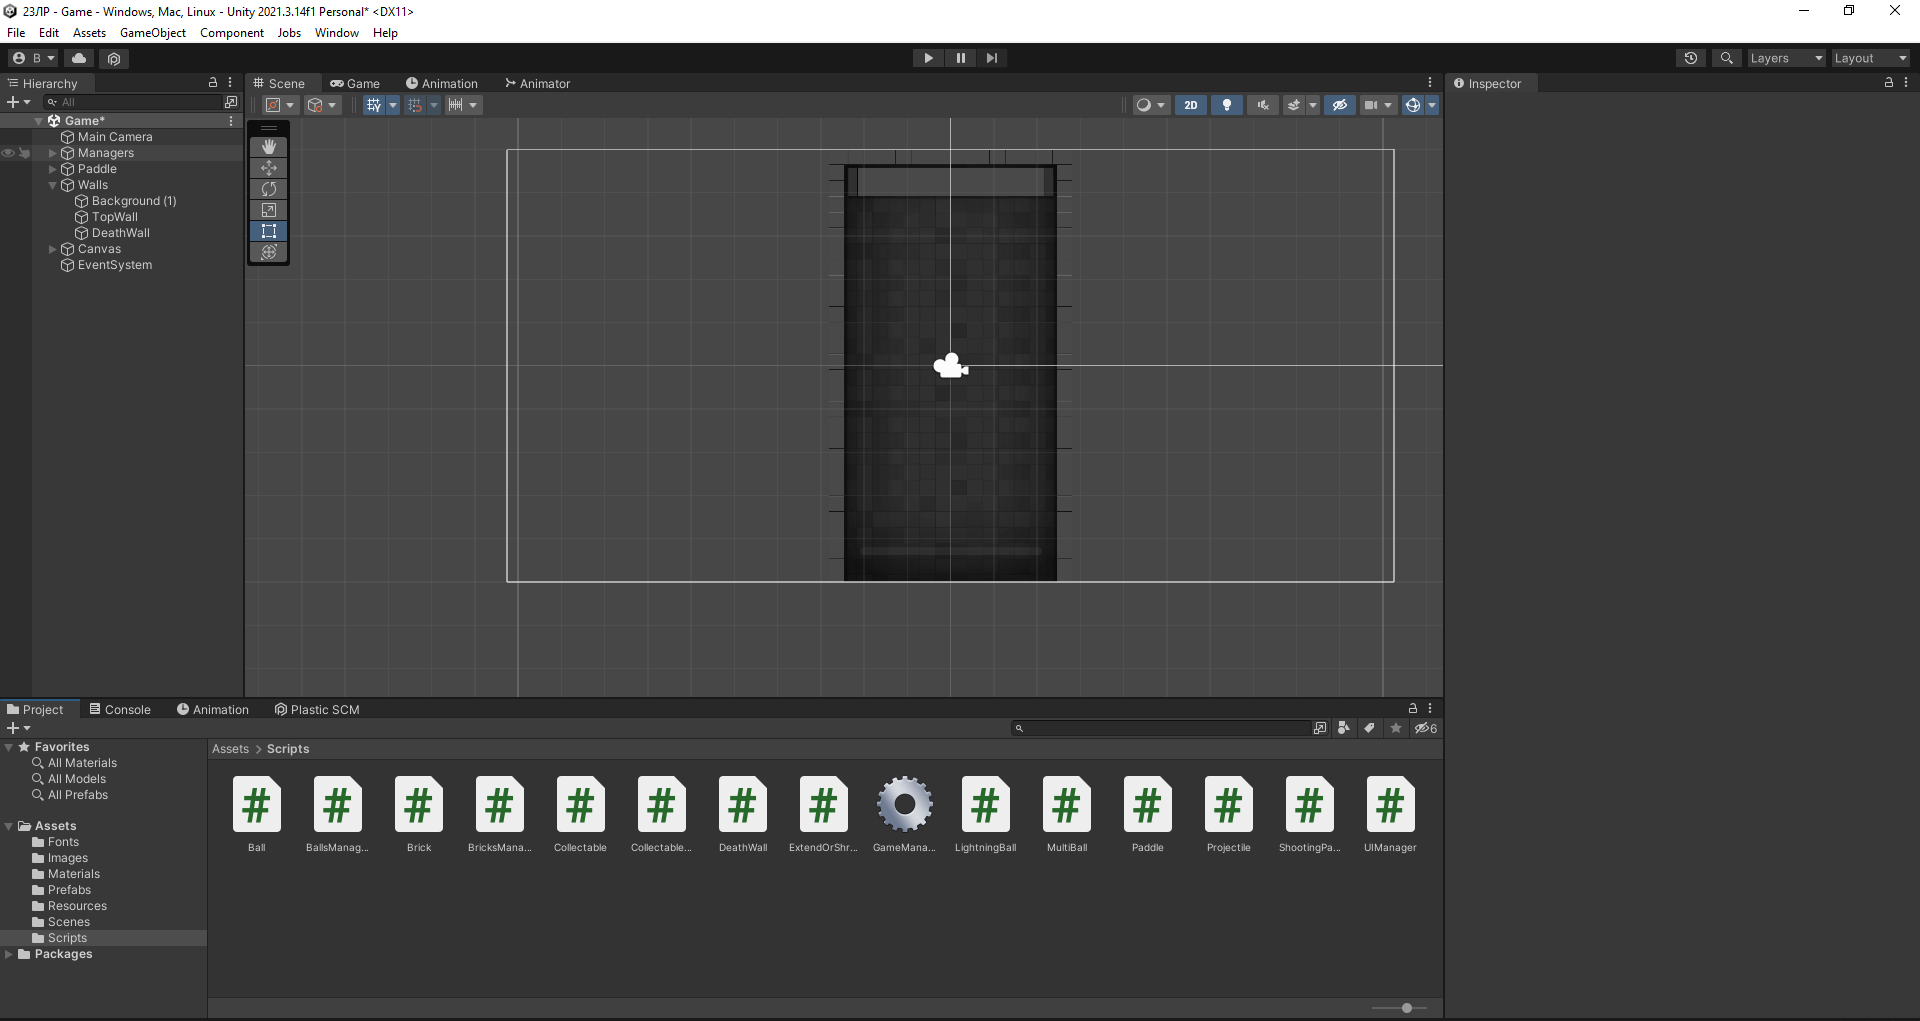 23ЛР - Game - Windows, Mac, Linux - Unity 2021.3.14f1 Personal* <DX11>
File Edit Assets GameObject Component Jobs Window Help
B Layers Layout
Hierarchy Scene Game Animation Animator Inspector
All
2D
Game*
Main Camera
Managers
Paddle
Walls
Background (1)
TopWall
DeathWall
Canvas
EventSystem
Project Console Animation Plastic SCM
6
Favorites
All Materials
All Models
All Prefabs
Assets
Fonts
Images
Materials
Prefabs
Resources
Scenes
Scripts
Packages
Assets > Scripts
Ball BallsManag... Brick BricksMana... Collectable Collectable... DeathWall ExtendOrShr... GameMana... LightningBall MultiBall Paddle Projectile ShootingPa... UIManager